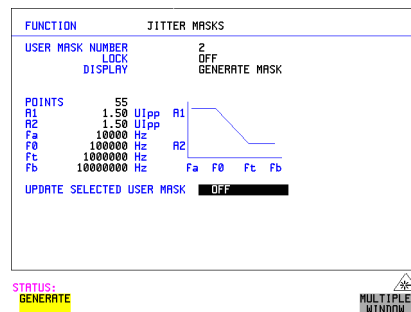 FUNCTION JITTER MASKS
USER MASK NUMBER 2
LOCK OFF
DISPLAY GENERATE MASK
POINTS 55
A1 1.50 UIpp
A2 1.50 UIpp
Fa 10000 Hz
F0 100000 Hz
Ft 1000000 Hz
Fb 10000000 Hz
A1
A2
Fa F0 Ft Fb
UPDATE SELECTED USER MASK OFF
STATUS:
GENERATE
MULTIPLE
WINDOW